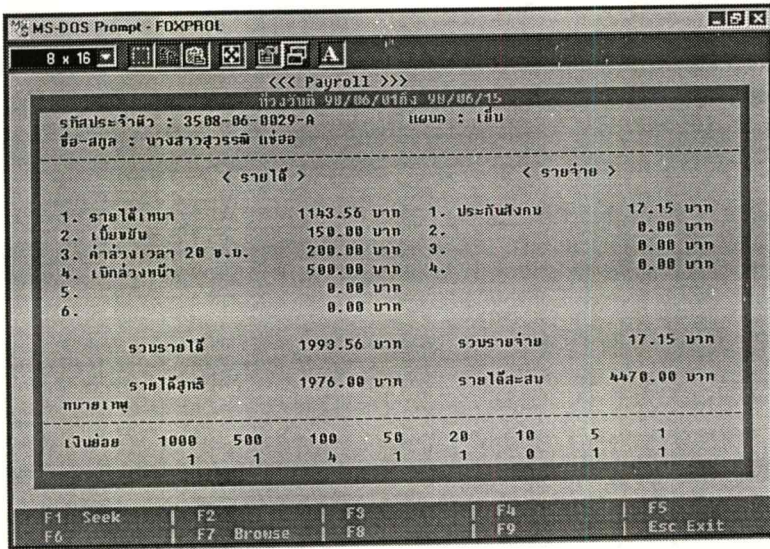 MS-DOS Prompt - FOXPROL
8 x 16 A
<<< Payroll >>>
ช่วงวันที่ 98/06/01ถึง 98/06/15
รหัสประจำตัว : 3508-06-0029-A แผนก : เย็บ
ชื่อ-สกุล : นางสาวสุวรรณี แซ่ฮอ
< รายได้ > < รายจ่าย >
1. รายได้เหมา 1143.56 บาท 1. ประกันสังคม 17.15 บาท
2. เบี้ยขยัน 150.00 บาท 2. 0.00 บาท
3. ค่าล่วงเวลา 20 ช.ม. 200.00 บาท 3. 0.00 บาท
4. เบิกล่วงหน้า 500.00 บาท 4. 0.00 บาท
5. 0.00 บาท
6. 0.00 บาท
รวมรายได้ 1993.56 บาท รวมรายจ่าย 17.15 บาท
รายได้สุทธิ 1976.00 บาท รายได้สะสม 4470.00 บาท
หมายเหตุ
เงินย่อย 1000 500 100 50 20 10 5 1
1 1 4 1 1 0 1 1
F1 Seek | F2 | F3 | F4 | F5
F6 | F7 Browse | F8 | F9 | Esc Exit